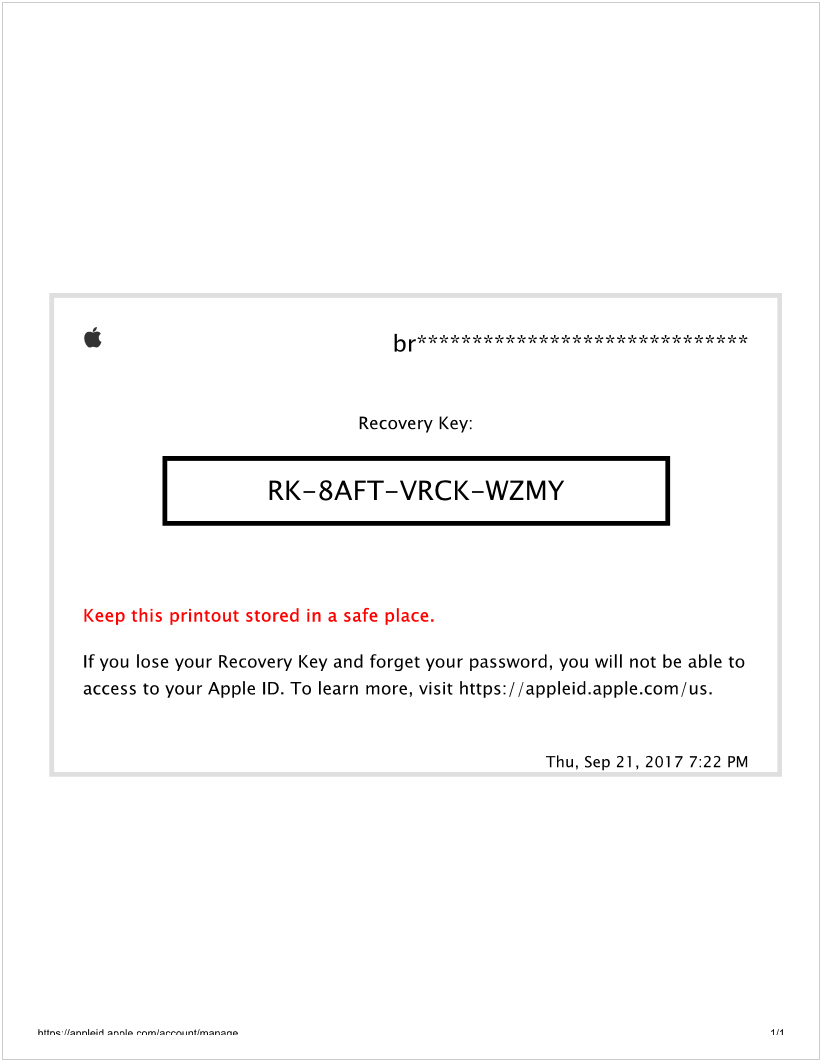 br******************************
Recovery Key:
RK-8AFT-VRCK-WZMY
Keep this printout stored in a safe place.
If you lose your Recovery Key and forget your password, you will not be able to
access to your Apple ID. To learn more, visit https://appleid.apple.com/us.
Thu, Sep 21, 2017 7:22 PM
https://appleid.apple.com/account/manage 1/1